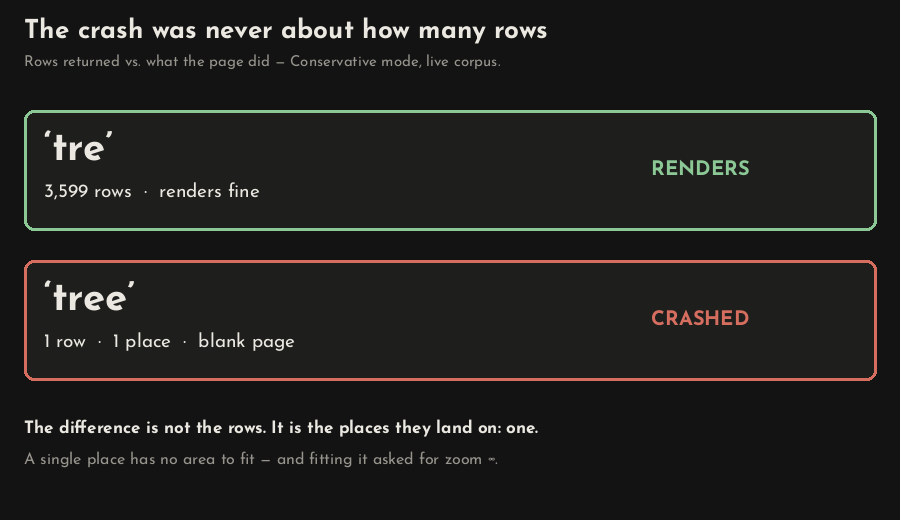 The crash was never about how many rows
Rows returned vs. what the page did — Conservative mode, live corpus.
‘tre’
3,599 rows · renders fine
RENDERS
‘tree’
1 row · 1 place · blank page
CRASHED
The difference is not the rows. It is the places they land on: one.
A single place has no area to fit — and fitting it asked for zoom ∞.